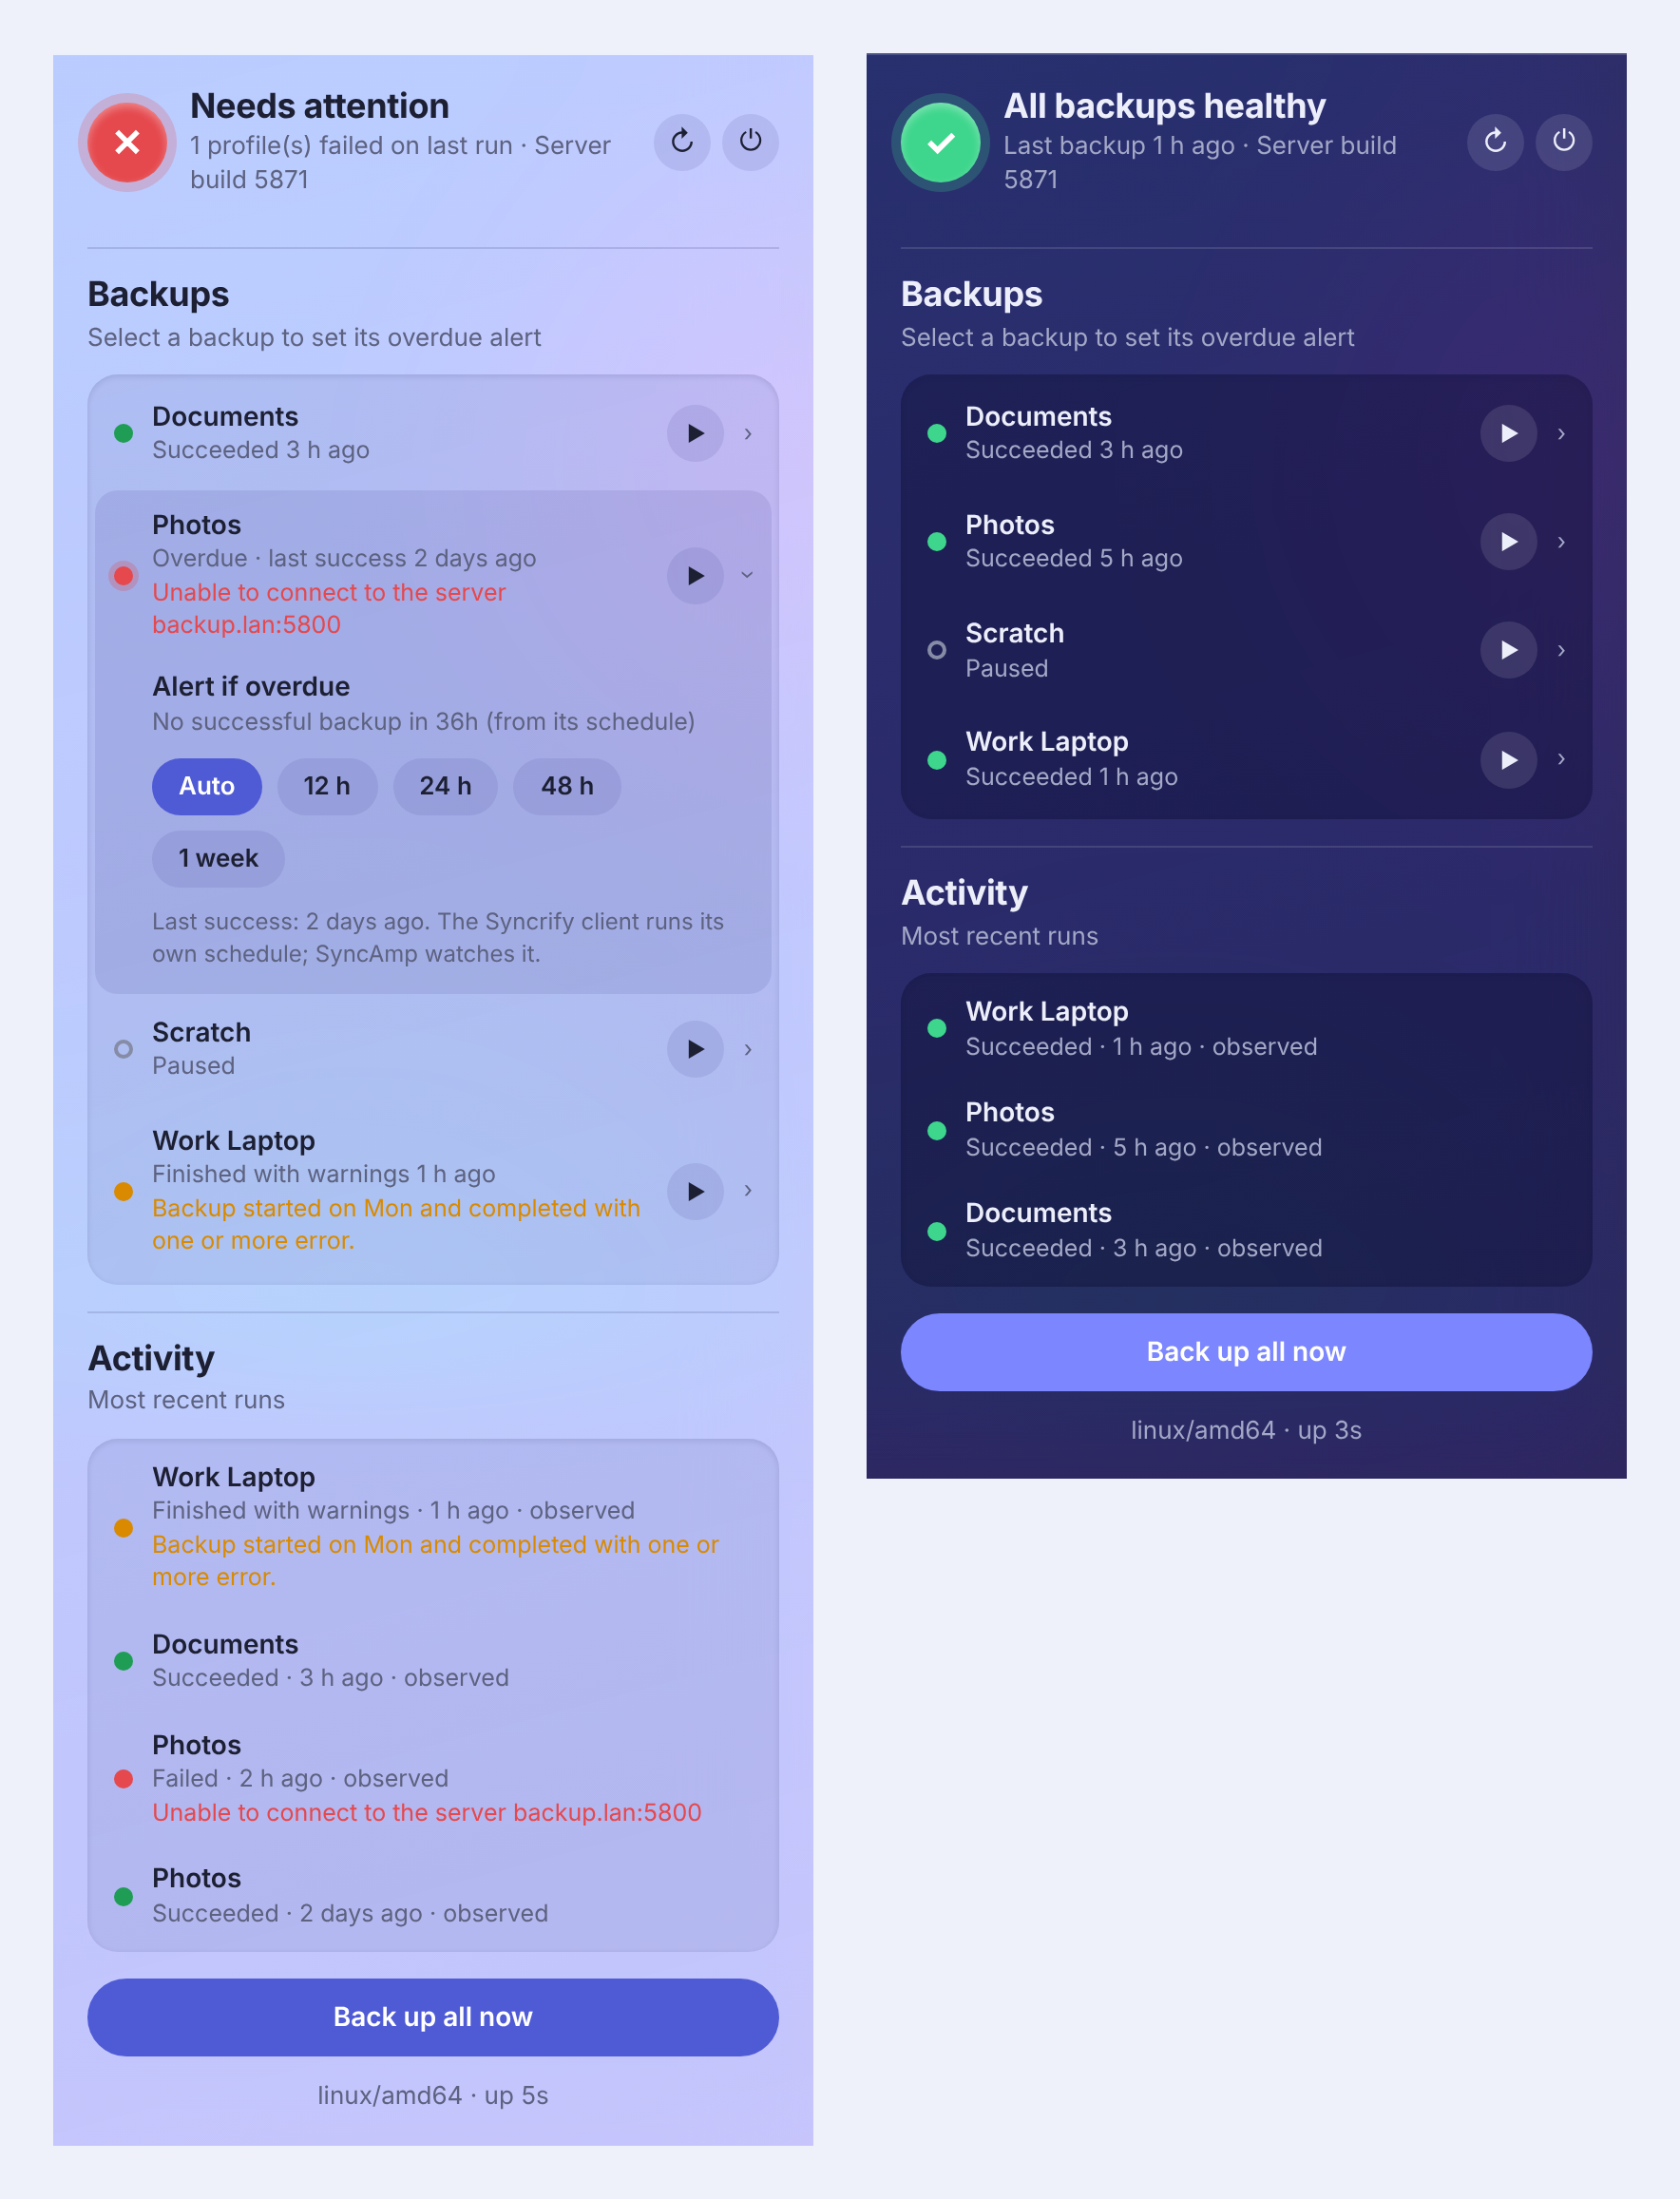 Needs attention
1 profile(s) failed on last run · Server
build 5871
Backups
Select a backup to set its overdue alert
Documents
Succeeded 3 h ago
Photos
Overdue · last success 2 days ago
Unable to connect to the server
backup.lan:5800
Alert if overdue
No successful backup in 36h (from its schedule)
Auto
12 h
24 h
48 h
1 week
Last success: 2 days ago. The Syncrify client runs its
own schedule; SyncAmp watches it.
Scratch
Paused
Work Laptop
Finished with warnings 1 h ago
Backup started on Mon and completed with
one or more error.
Activity
Most recent runs
Work Laptop
Finished with warnings · 1 h ago · observed
Backup started on Mon and completed with one or
more error.
Documents
Succeeded · 3 h ago · observed
Photos
Failed · 2 h ago · observed
Unable to connect to the server backup.lan:5800
Photos
Succeeded · 2 days ago · observed
Back up all now
linux/amd64 · up 5s
All backups healthy
Last backup 1 h ago · Server build
5871
Backups
Select a backup to set its overdue alert
Documents
Succeeded 3 h ago
Photos
Succeeded 5 h ago
Scratch
Paused
Work Laptop
Succeeded 1 h ago
Activity
Most recent runs
Work Laptop
Succeeded · 1 h ago · observed
Photos
Succeeded · 5 h ago · observed
Documents
Succeeded · 3 h ago · observed
Back up all now
linux/amd64 · up 3s